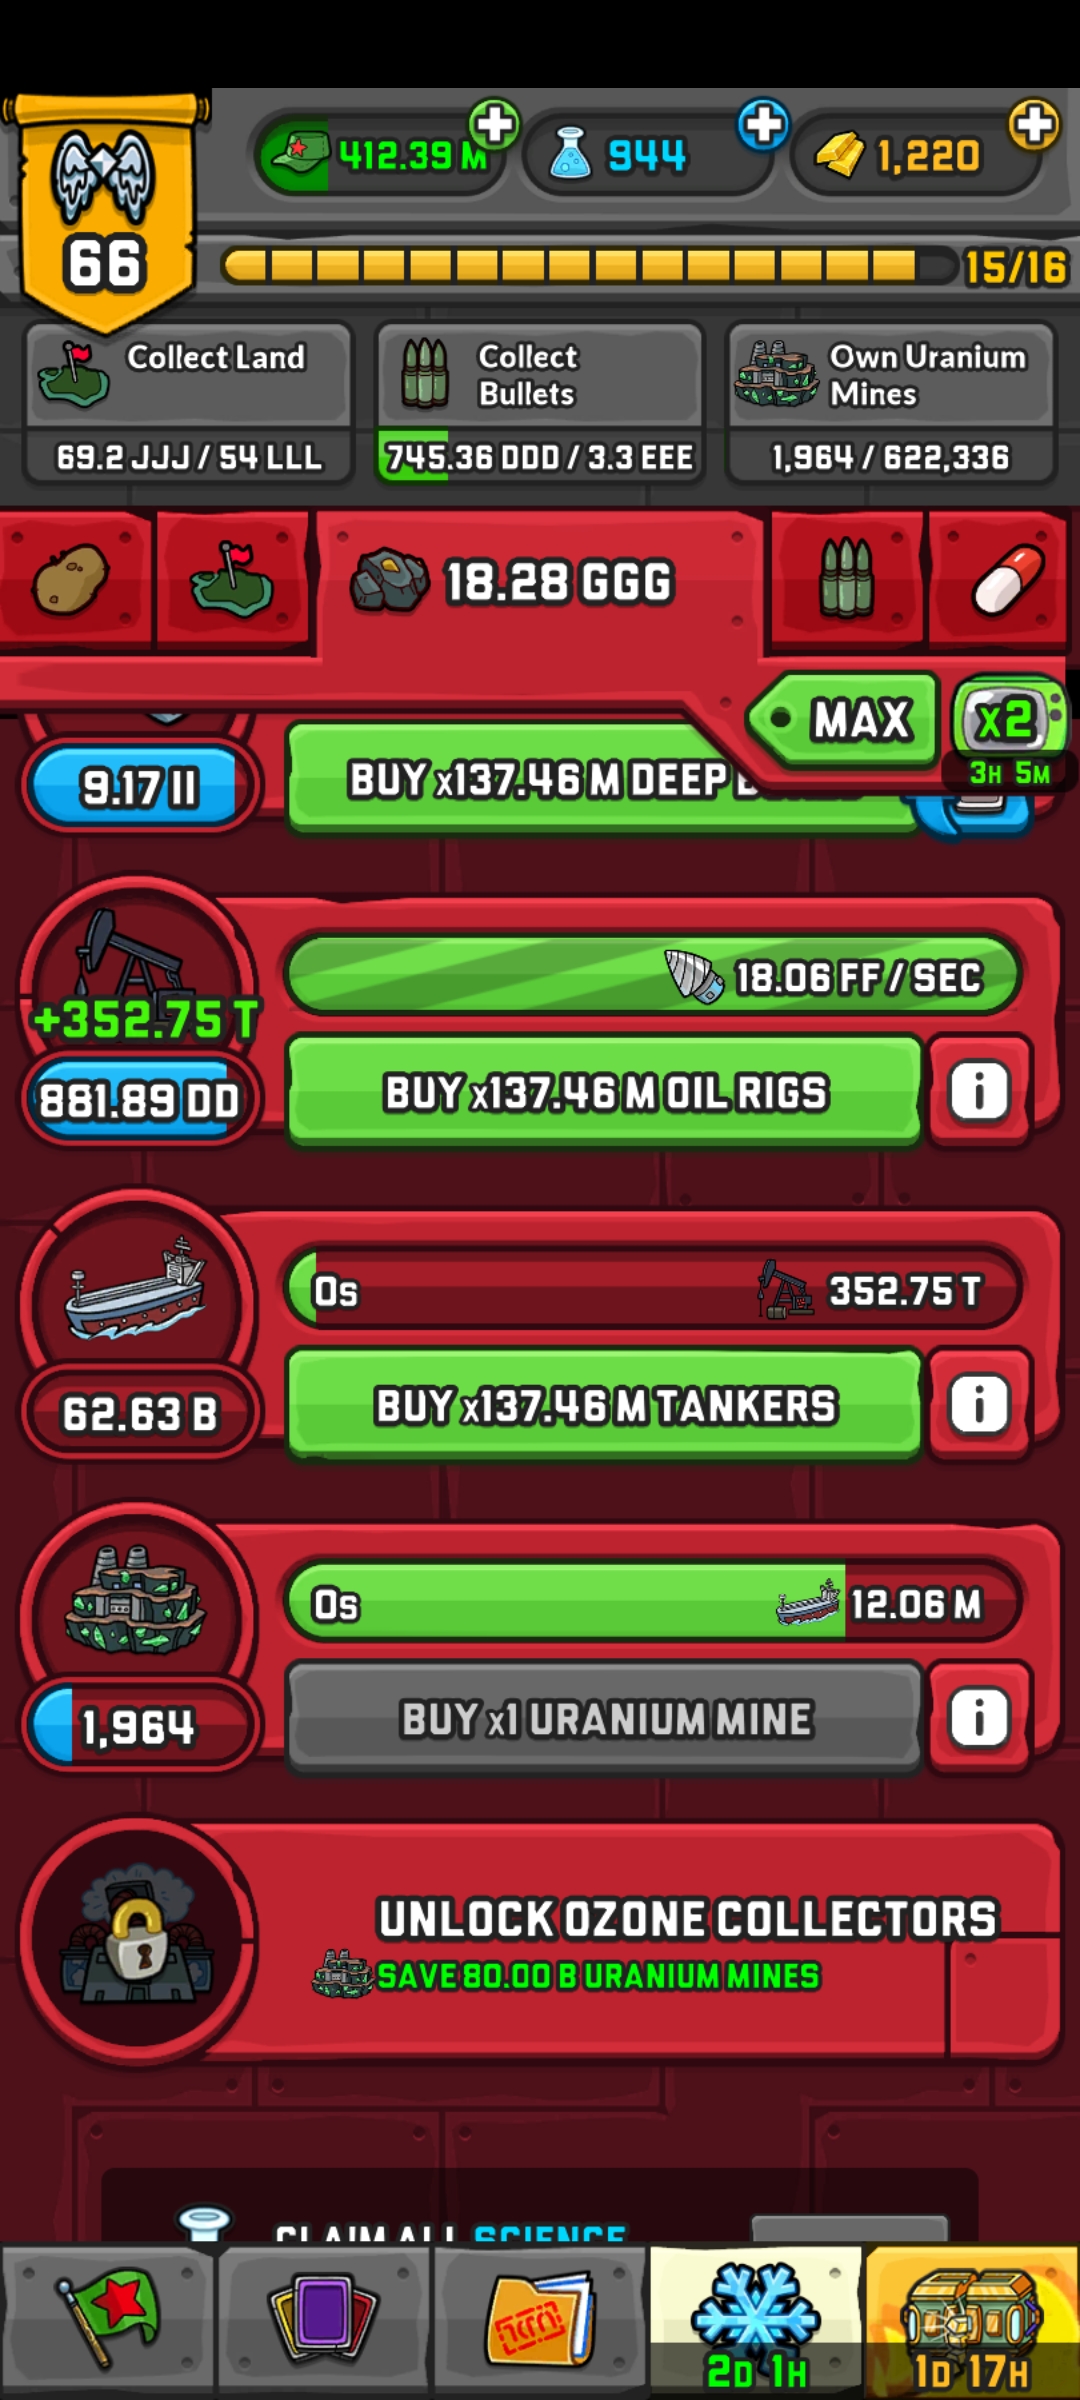 412.39 M
944
1,220
66
15/16
Collect Land
69.2 JJJ / 54 LLL
Collect
Bullets
745.36 DDD / 3.3 EEE
Own Uranium
Mines
1,964 / 622,336
18.28 GGG
MAX
x2
3H 5M
9.17 II
BUY x137.46 M DEEP
18.06 FF / SEC
+352.75 T
881.89 DD
BUY x137.46 M OIL RIGS
i
0s
352.75 T
62.63 B
BUY x137.46 M TANKERS
i
0s
12.06 M
1,964
BUY x1 URANIUM MINE
i
UNLOCK OZONE COLLECTORS
SAVE 80.00 B URANIUM MINES
CLAIM ALL SCIENCE
2D 1H
1D 17H